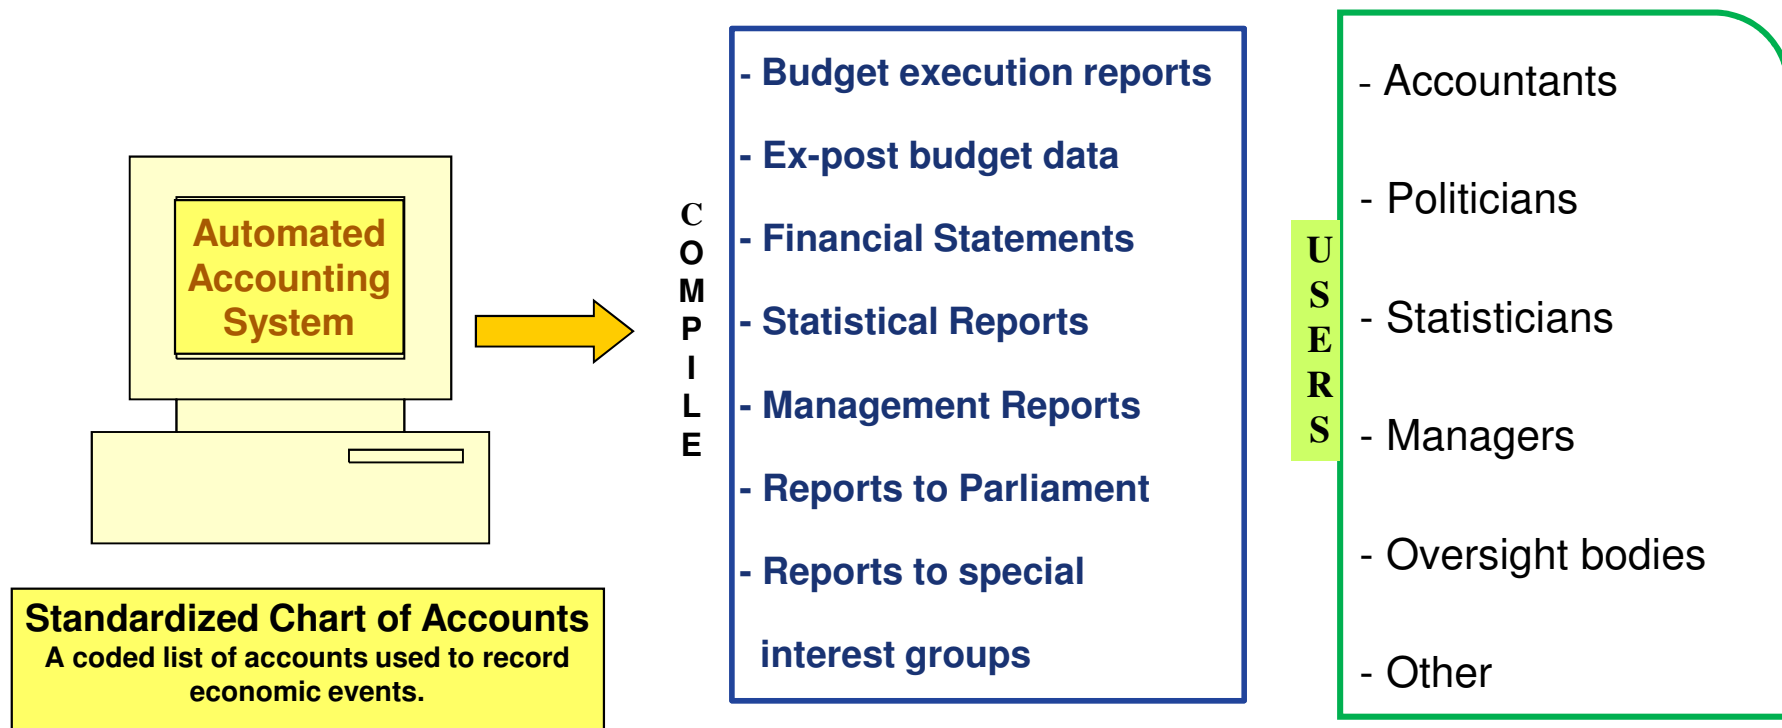 Automated
Accounting
System
Standardized Chart of Accounts
A coded list of accounts used to record
economic events.
COMPILE
- Budget execution reports
- Ex-post budget data
- Financial Statements
- Statistical Reports
- Management Reports
- Reports to Parliament
- Reports to special
interest groups
USERS
- Accountants
- Politicians
- Statisticians
- Managers
- Oversight bodies
- Other